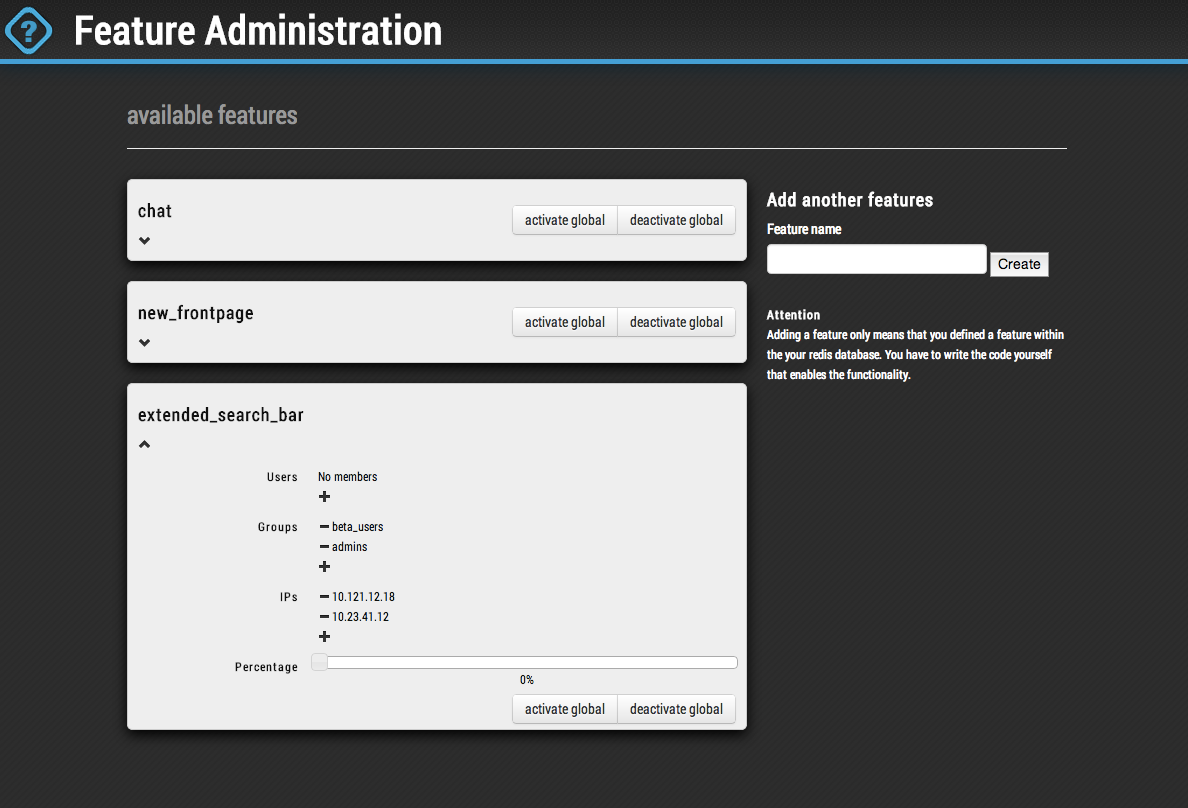 ?
Feature Administration
available features
chat
activate global
deactivate global
new_frontpage
activate global
deactivate global
extended_search_bar
Users
No members
Groups
beta_users
admins
IPs
10.121.12.18
10.23.41.12
Percentage
0%
activate global
deactivate global
Add another features
Feature name
Create
Attention
Adding a feature only means that you defined a feature within
the your redis database. You have to write the code yourself
that enables the functionality.